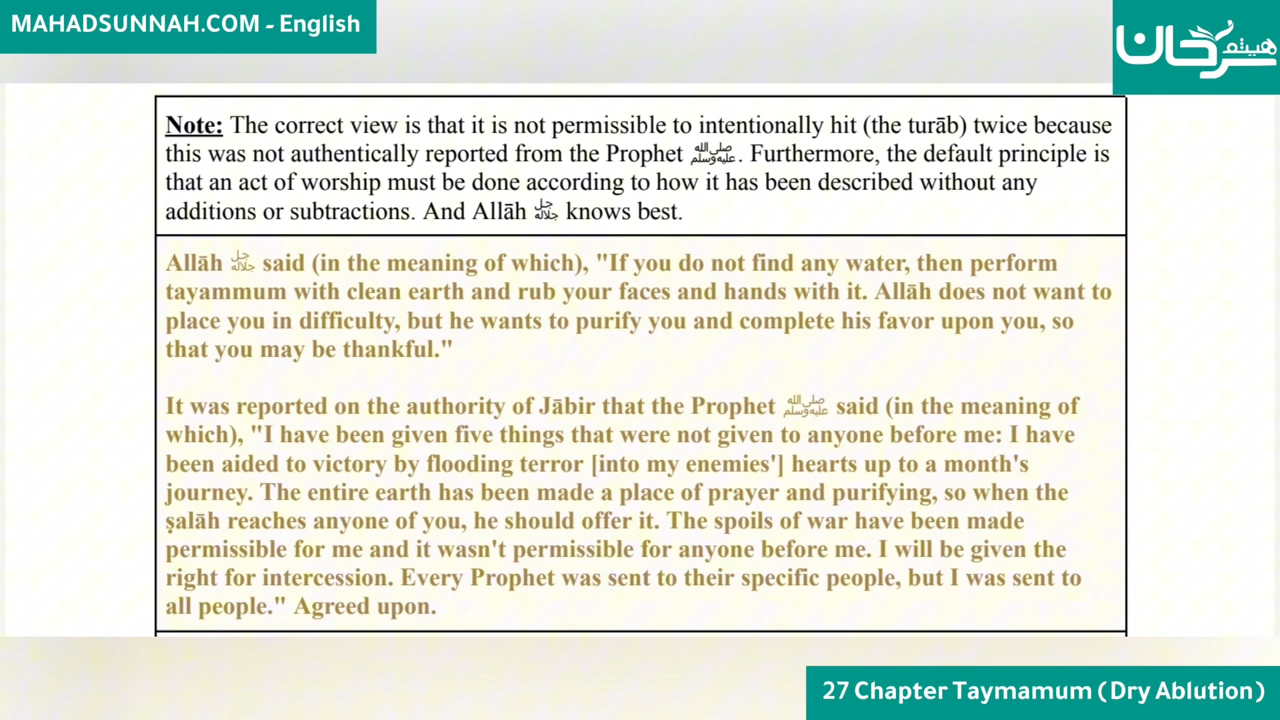 MAHADSUNNAH.COM - English
هيثم
سرحان
Note: The correct view is that it is not permissible to intentionally hit (the turāb) twice because
this was not authentically reported from the Prophet ﷺ. Furthermore, the default principle is
that an act of worship must be done according to how it has been described without any
additions or subtractions. And Allāh ﷻ knows best.
Allāh ﷻ said (in the meaning of which), "If you do not find any water, then perform
tayammum with clean earth and rub your faces and hands with it. Allāh does not want to
place you in difficulty, but he wants to purify you and complete his favor upon you, so
that you may be thankful."
It was reported on the authority of Jābir that the Prophet ﷺ said (in the meaning of
which), "I have been given five things that were not given to anyone before me: I have
been aided to victory by flooding terror [into my enemies'] hearts up to a month's
journey. The entire earth has been made a place of prayer and purifying, so when the
ṣalāh reaches anyone of you, he should offer it. The spoils of war have been made
permissible for me and it wasn't permissible for anyone before me. I will be given the
right for intercession. Every Prophet was sent to their specific people, but I was sent to
all people." Agreed upon.
27 Chapter Taymamum (Dry Ablution)